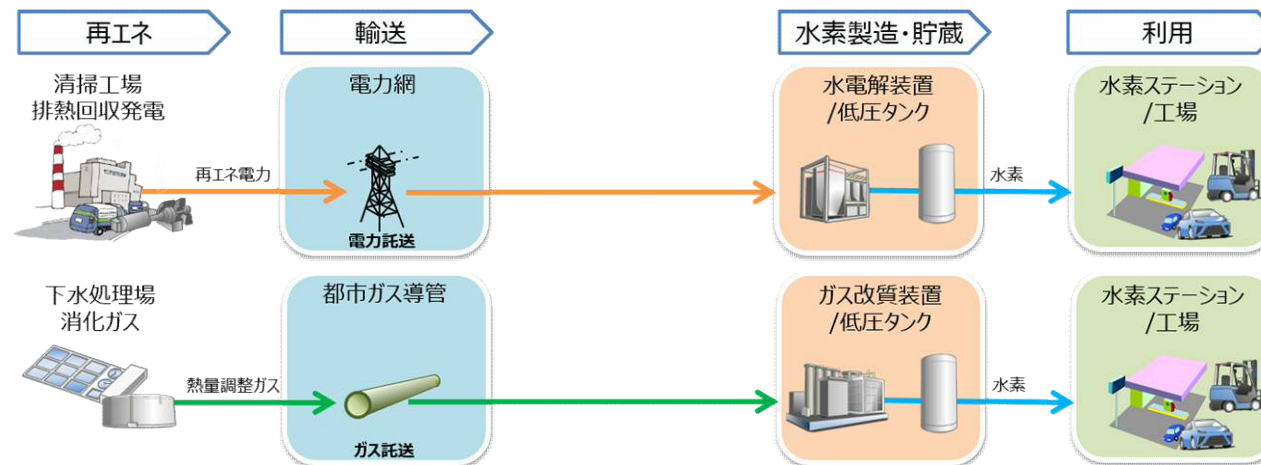 再エネ
輸送
水素製造・貯蔵
利用
清掃工場
排熱回収発電
再エネ電力
電力網
電力託送
水電解装置
/低圧タンク
水素
水素ステーション
/工場
下水処理場
消化ガス
熱量調整ガス
都市ガス導管
ガス託送
ガス改質装置
/低圧タンク
水素
水素ステーション
/工場